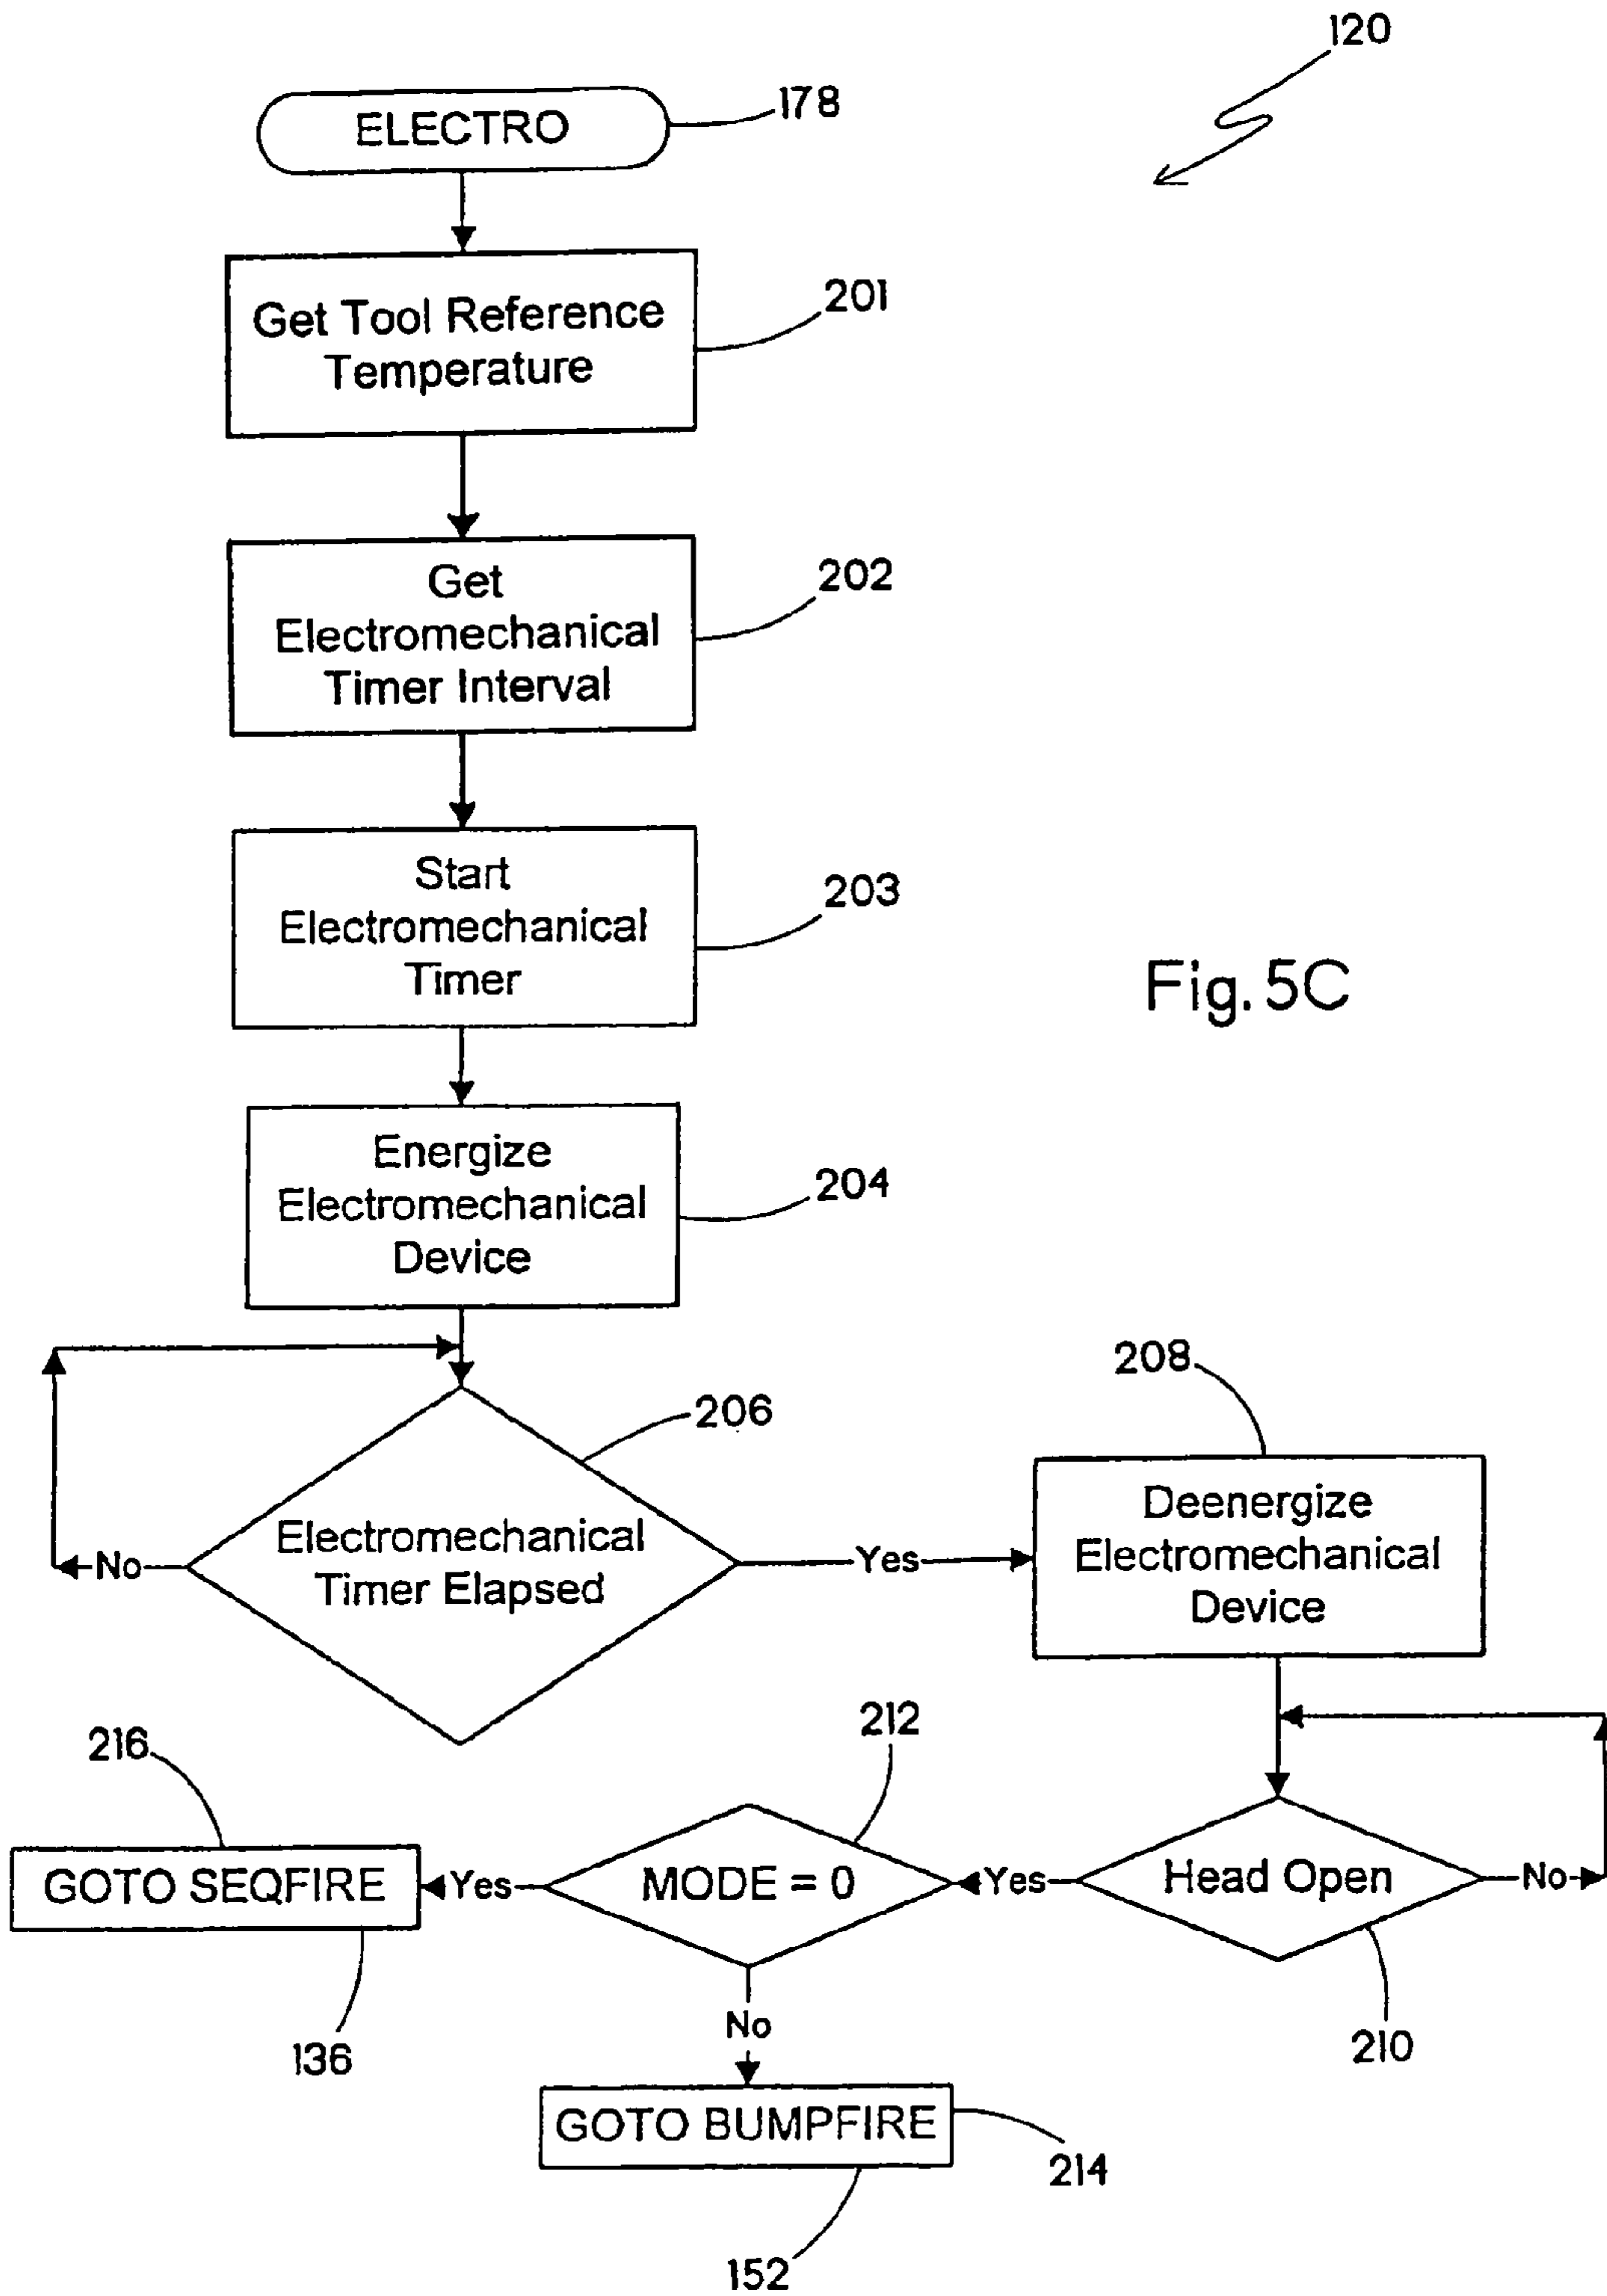 120
ELECTRO
178
Get Tool Reference
Temperature
201
Get
Electromechanical
Timer Interval
202
Start
Electromechanical
Timer
203
Fig. 5C
Energize
Electromechanical
Device
204
206
Electromechanical
Timer Elapsed
No
Yes
208
Deenergize
Electromechanical
Device
216
212
GOTO SEQFIRE
Yes
MODE = 0
Yes
Head Open
No
136
No
210
GOTO BUMPFIRE
214
152